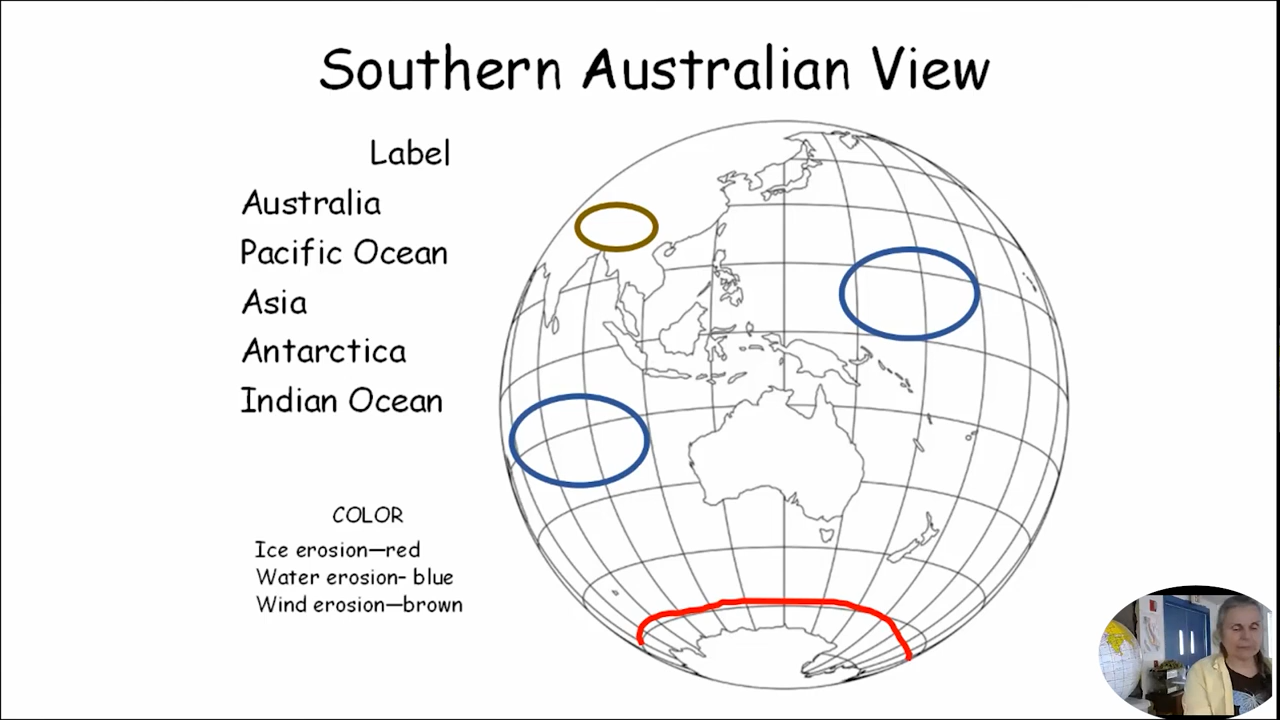 Southern Australian View
Label
Australia
Pacific Ocean
Asia
Antarctica
Indian Ocean
COLOR
Ice erosion—red
Water erosion- blue
Wind erosion—brown